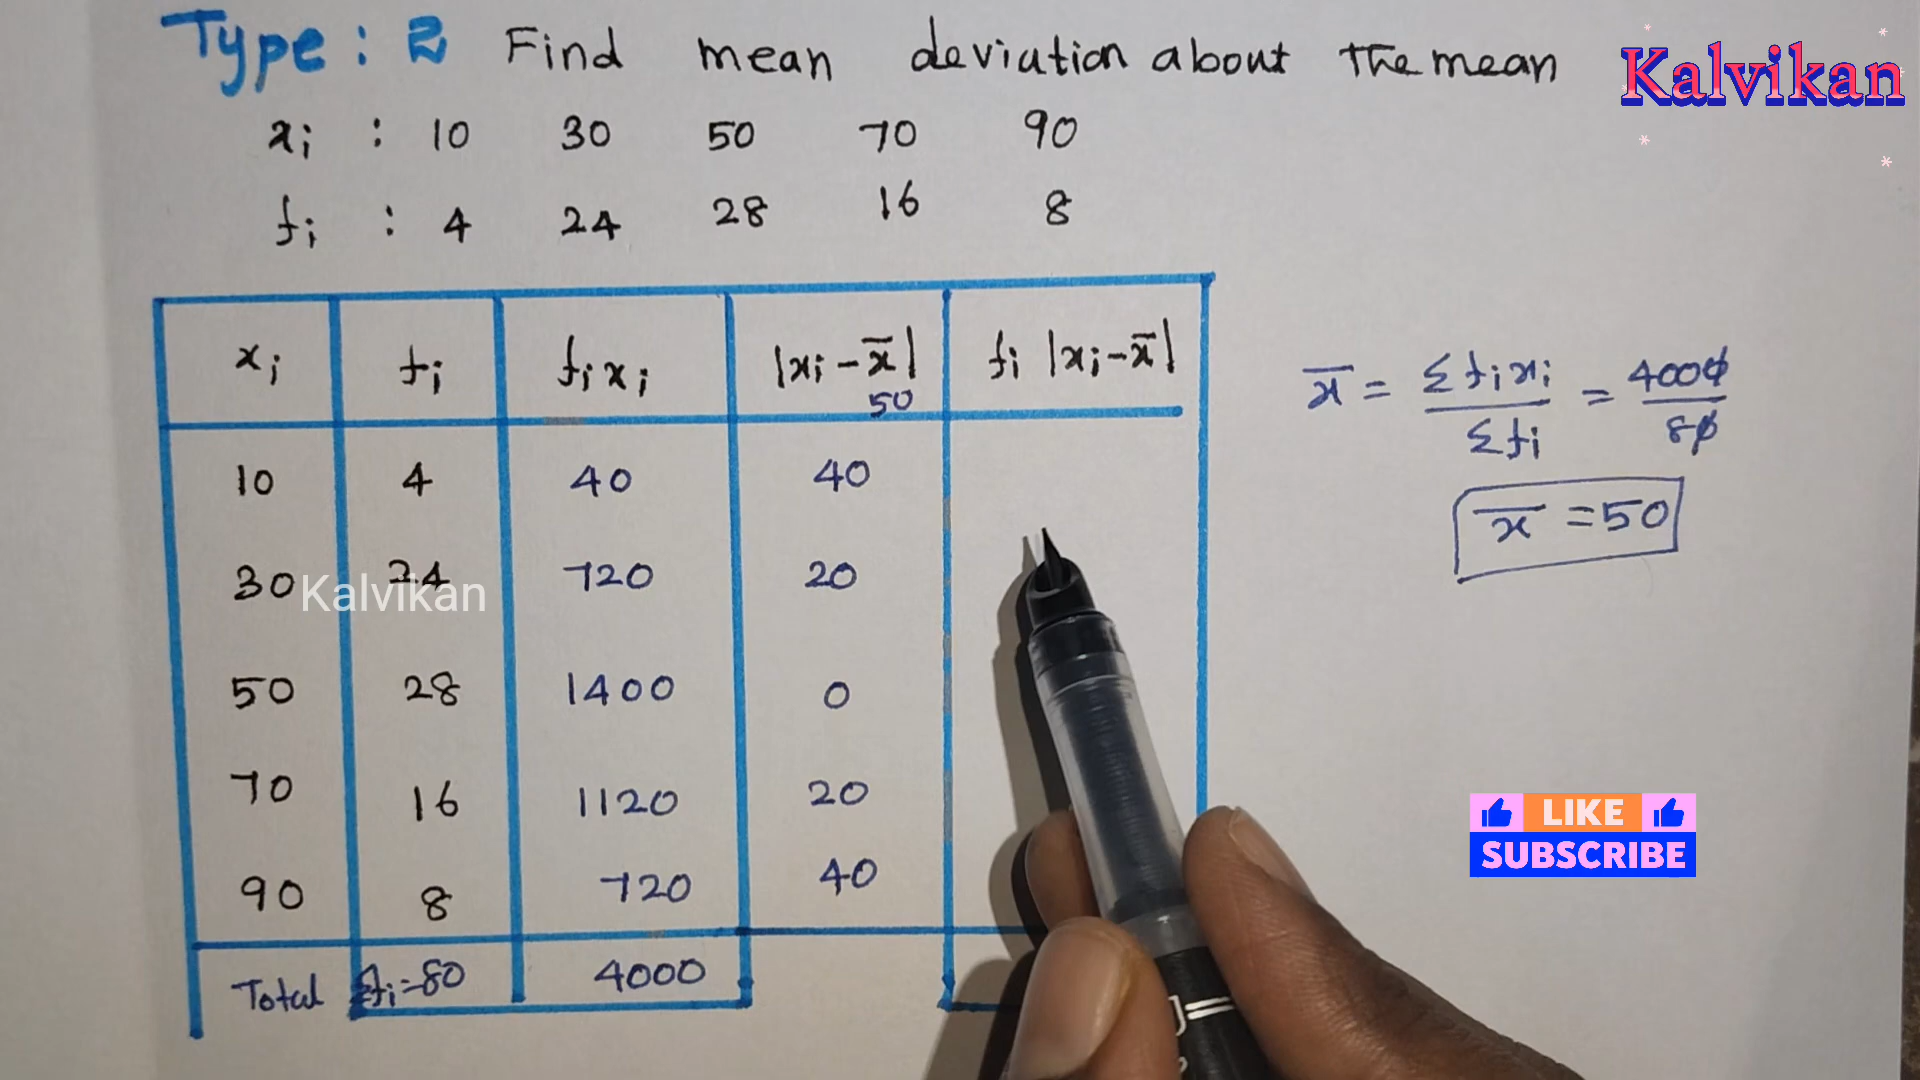 Type: 2 Find mean deviation about The mean
Kalvikan
xi : 10 30 50 70 90
fi : 4 24 28 16 8
xi fi fixi |xi-x̄| fi |xi-x̄|
50
10 4 40 40
30 24 720 20
Kalvikan
50 28 1400 0
70 16 1120 20
90 8 720 40
Total Σfi=80 4000
x̄ = Σfixi/Σfi = 4000/80
x̄ = 50
LIKE
SUBSCRIBE